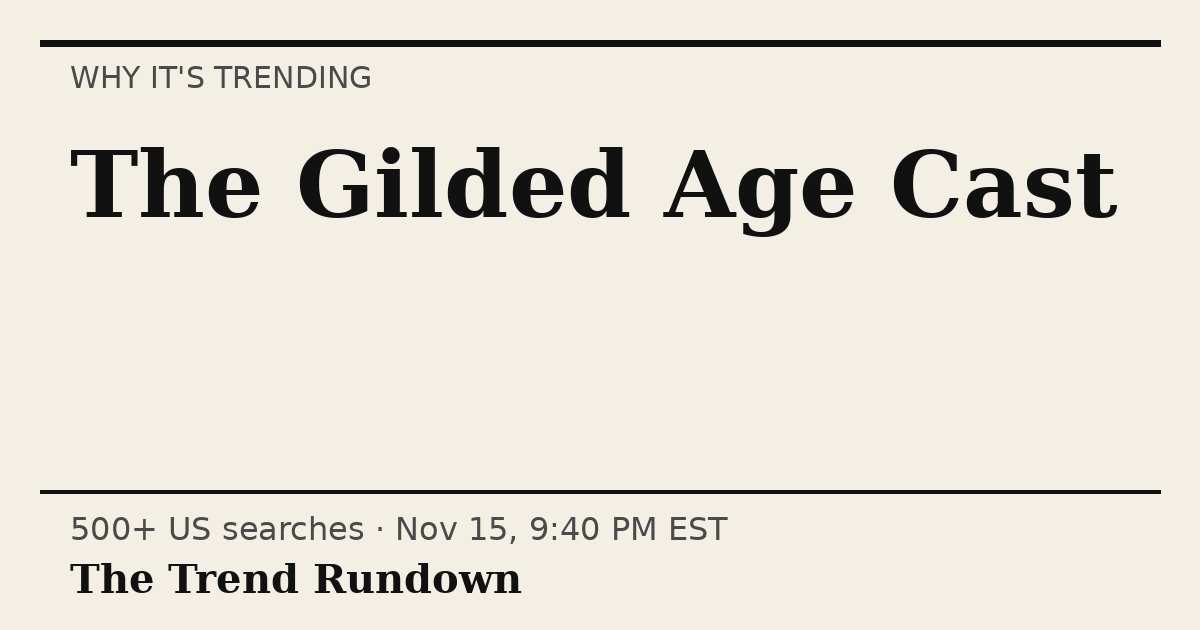 WHY IT'S TRENDING
The Gilded Age Cast
500+ US searches · Nov 15, 9:40 PM EST
The Trend Rundown